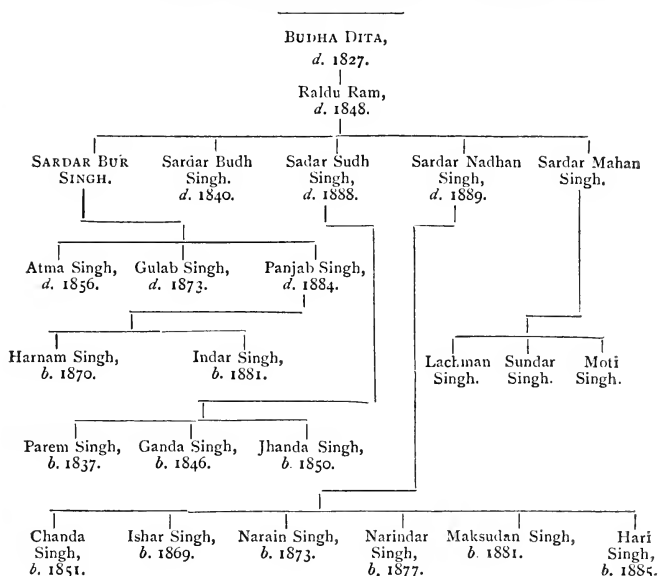 BUDHA DITA,
d. 1827.
Raldu Ram,
d. 1848.
SARDAR BUR
SINGH.
Sardar Budh
Singh.
d. 1840.
Sadar Sudh
Singh,
d. 1888.
Sardar Nadhan
Singh,
d. 1889.
Sardar Mahan
Singh.
Atma Singh,
d. 1856.
Gulab Singh,
d. 1873.
Panjab Singh,
d. 1884.
Harnam Singh,
b. 1870.
Indar Singh,
b. 1881.
Lachman
Singh.
Sundar
Singh.
Moti
Singh.
Parem Singh,
b. 1837.
Ganda Singh,
b. 1846.
Jhanda Singh,
b. 1850.
Chanda
Singh,
b. 1851.
Ishar Singh,
b. 1869.
Narain Singh,
b. 1873.
Narindar
Singh,
b. 1877.
Maksudan Singh,
b. 1881.
Hari
Singh,
b. 1885.